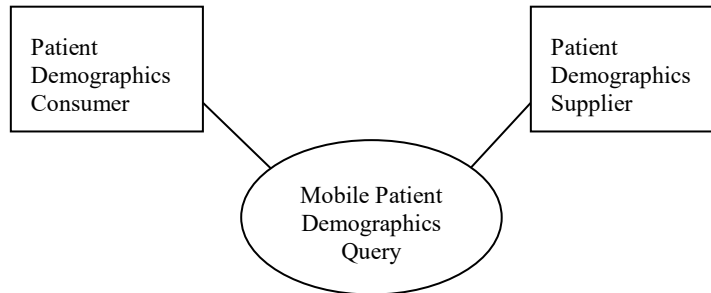 Patient
Demographics
Consumer
Patient
Demographics
Supplier
Mobile Patient
Demographics
Query